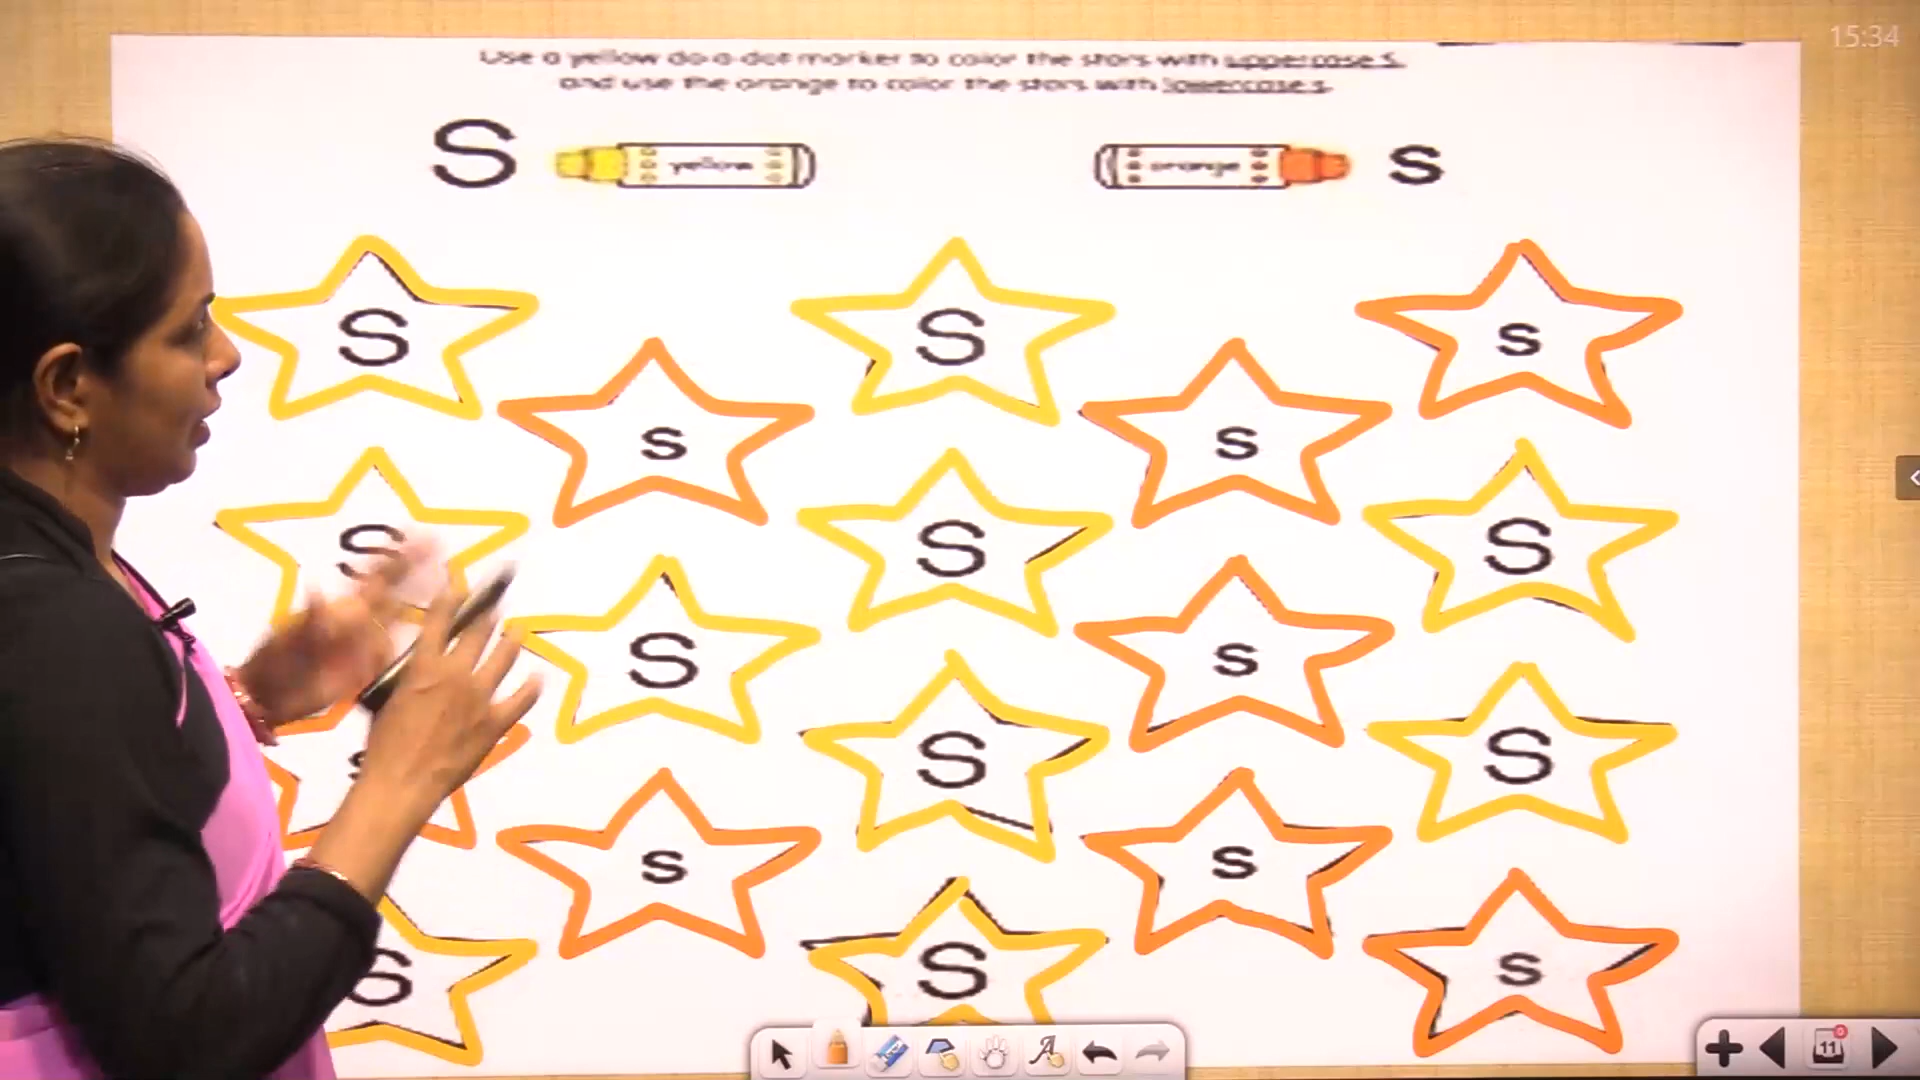 15:34
Use a yellow do-a-dot marker to color the stars with uppercase S.
and use the orange to color the stars with lowercase s.
S yellow orange s
S S s
s s
S S S
S s
s S S
s s
S S s
11